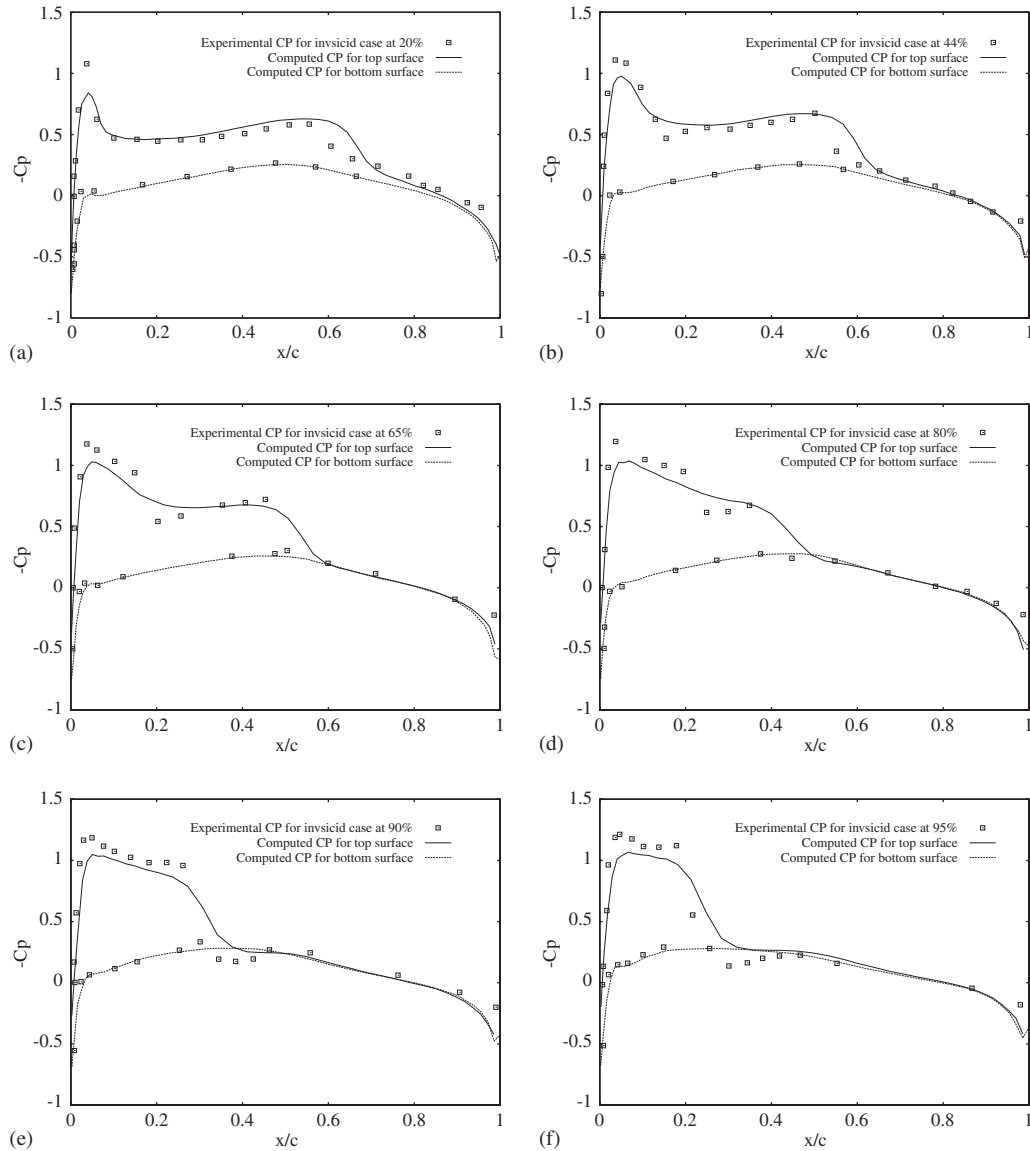 1.5
1
0.5
0
-0.5
-1
-Cp
Experimental CP for invsicid case at 20%
Computed CP for top surface
Computed CP for bottom surface
0 0.2 0.4 0.6 0.8 1
x/c
(a)
1.5
1
0.5
0
-0.5
-1
-Cp
Experimental CP for invsicid case at 44%
Computed CP for top surface
Computed CP for bottom surface
0 0.2 0.4 0.6 0.8 1
x/c
(b)
1.5
1
0.5
0
-0.5
-1
-Cp
Experimental CP for invsicid case at 65%
Computed CP for top surface
Computed CP for bottom surface
0 0.2 0.4 0.6 0.8 1
x/c
(c)
1.5
1
0.5
0
-0.5
-1
-Cp
Experimental CP for invsicid case at 80%
Computed CP for top surface
Computed CP for bottom surface
0 0.2 0.4 0.6 0.8 1
x/c
(d)
1.5
1
0.5
0
-0.5
-1
-Cp
Experimental CP for invsicid case at 90%
Computed CP for top surface
Computed CP for bottom surface
0 0.2 0.4 0.6 0.8 1
x/c
(e)
1.5
1
0.5
0
-0.5
-1
-Cp
Experimental CP for invsicid case at 95%
Computed CP for top surface
Computed CP for bottom surface
0 0.2 0.4 0.6 0.8 1
x/c
(f)